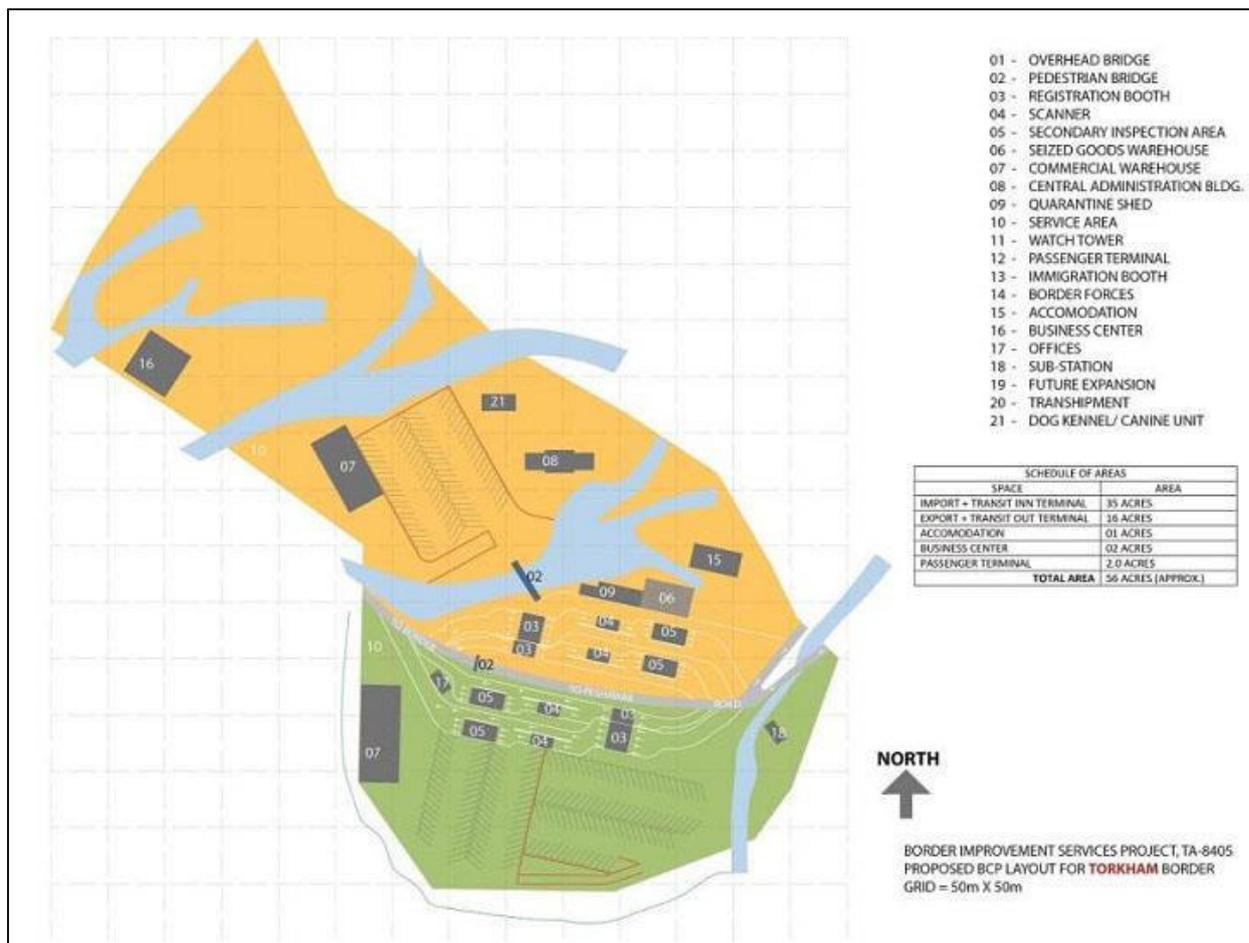 01 - OVERHEAD BRIDGE
02 - PEDESTRIAN BRIDGE
03 - REGISTRATION BOOTH
04 - SCANNER
05 - SECONDARY INSPECTION AREA
06 - SEIZED GOODS WAREHOUSE
07 - COMMERCIAL WAREHOUSE
08 - CENTRAL ADMINISTRATION BLDG.
09 - QUARANTINE SHED
10 - SERVICE AREA
11 - WATCH TOWER
12 - PASSENGER TERMINAL
13 - IMMIGRATION BOOTH
14 - BORDER FORCES
15 - ACCOMODATION
16 - BUSINESS CENTER
17 - OFFICES
18 - SUB-STATION
19 - FUTURE EXPANSION
20 - TRANSHIPMENT
21 - DOG KENNEL/ CANINE UNIT
SCHEDULE OF AREAS
SPACE AREA
IMPORT + TRANSIT INN TERMINAL 35 ACRES
EXPORT + TRANSIT OUT TERMINAL 16 ACRES
ACCOMODATION 01 ACRES
BUSINESS CENTER 02 ACRES
PASSENGER TERMINAL 2.0 ACRES
TOTAL AREA 56 ACRES (APPROX.)
16
21
10
07
08
15
02
09
06
03
04
05
03
04
05
TO BORDER
10
02
17
TO PESHAWAR
ROAD
05
04
03
05
04
03
18
07
NORTH
BORDER IMPROVEMENT SERVICES PROJECT, TA-8405
PROPOSED BCP LAYOUT FOR TORKHAM BORDER
GRID = 50m X 50m